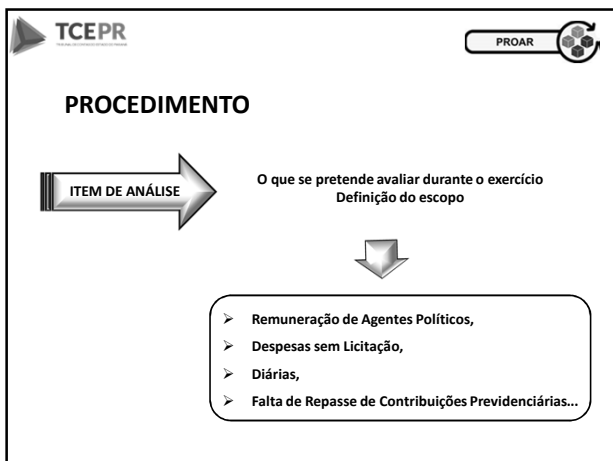 TCEPR
PROAR
PROCEDIMENTO
ITEM DE ANÁLISE
O que se pretende avaliar durante o exercício
Definição do escopo
➢ Remuneração de Agentes Políticos,
➢ Despesas sem Licitação,
➢ Diárias,
➢ Falta de Repasse de Contribuições Previdenciárias...